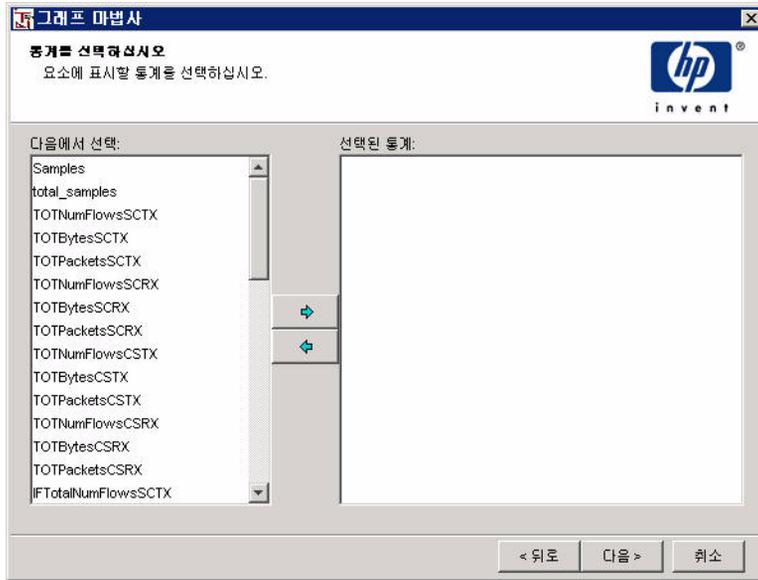 그래프 마법사
통계를 선택하십시오
요소에 표시할 통계를 선택하십시오.
hp
®
invent
다음에서 선택:
선택된 통계:
Samples
total_samples
TOTNumFlowsSCTX
TOTBytesSCTX
TOTPacketsSCTX
TOTNumFlowsSCRX
TOTBytesSCRX
TOTPacketsSCRX
TOTNumFlowsCSTX
TOTBytesCSTX
TOTPacketsCSTX
TOTNumFlowsCSRX
TOTBytesCSRX
TOTPacketsCSRX
IFTotalNumFlowsSCTX
< 뒤로
다음 >
취소